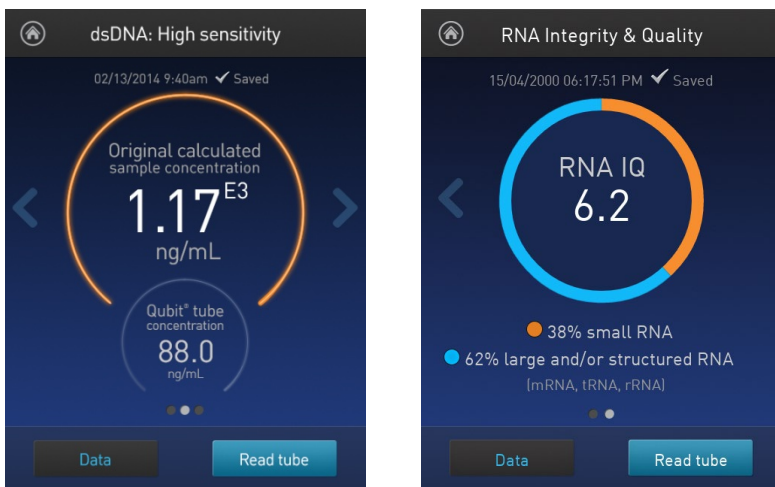 dsDNA: High sensitivity
02/13/2014 9:40am ✔ Saved
Original calculated
sample concentration
1.17E3
ng/mL
Qubit® tube
concentration
88.0
ng/mL
Data
Read tube
RNA Integrity & Quality
15/04/2000 06:17:51 PM ✔ Saved
RNA IQ
6.2
38% small RNA
62% large and/or structured RNA
(mRNA, tRNA, rRNA)
Data
Read tube